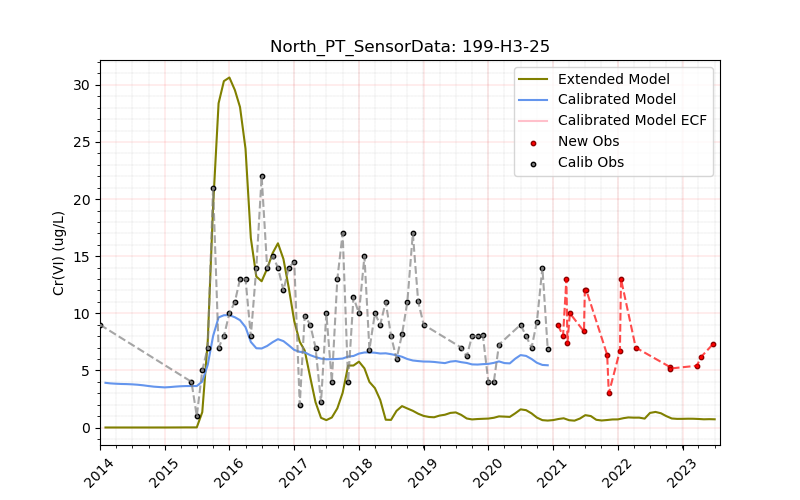 North_PT_SensorData: 199-H3-25
Extended Model
Calibrated Model
Calibrated Model ECF
New Obs
Calib Obs
Cr(VI) (ug/L)
30
25
20
15
10
5
0
2014 2015 2016 2017 2018 2019 2020 2021 2022 2023